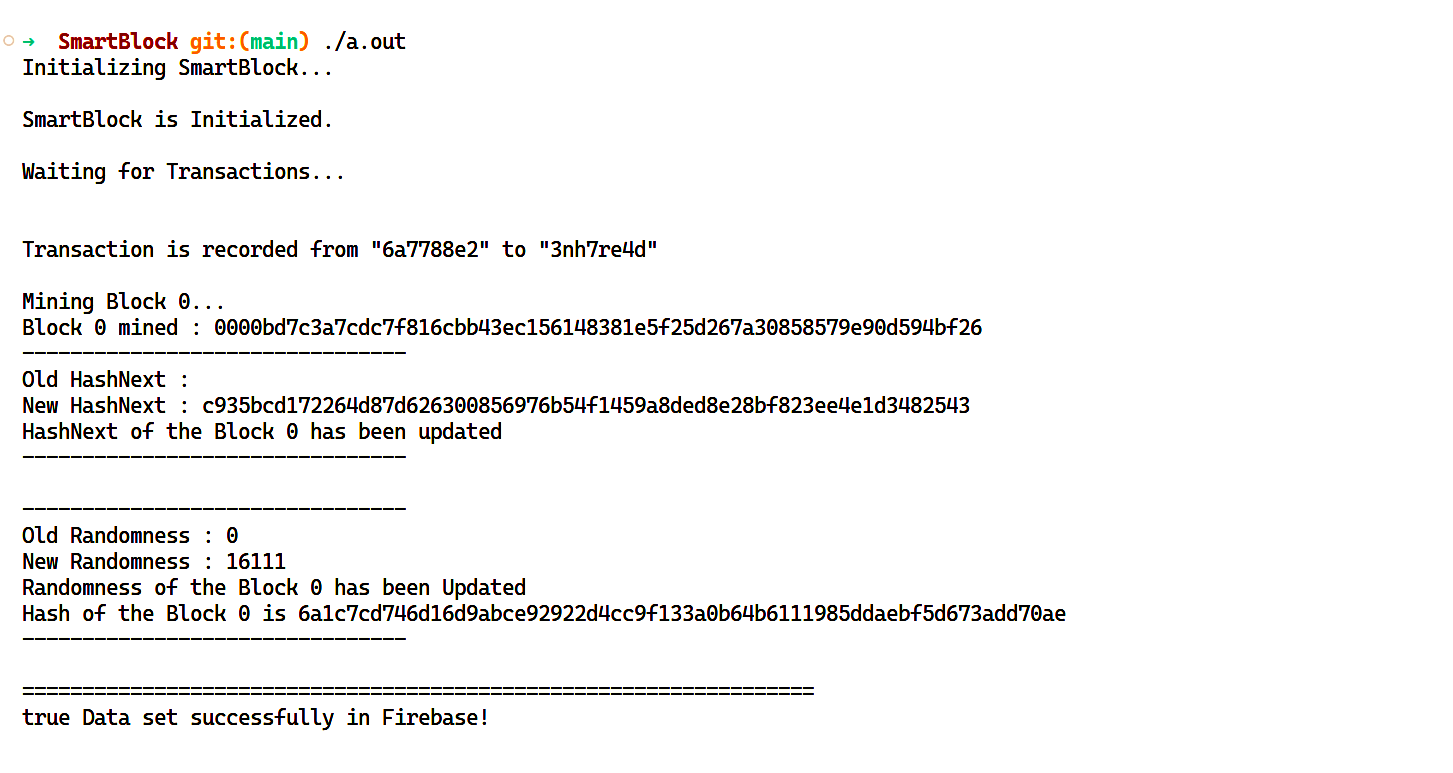 → SmartBlock git:(main) ./a.out
Initializing SmartBlock...
SmartBlock is Initialized.
Waiting for Transactions...
Transaction is recorded from "6a7788e2" to "3nh7re4d"
Mining Block 0...
Block 0 mined : 0000bd7c3a7cdc7f816cbb43ec156148381e5f25d267a30858579e90d594bf26
--------------------------------
Old HashNext :
New HashNext : c935bcd172264d87d626300856976b54f1459a8ded8e28bf823ee4e1d3482543
HashNext of the Block 0 has been updated
--------------------------------
--------------------------------
Old Randomness : 0
New Randomness : 16111
Randomness of the Block 0 has been Updated
Hash of the Block 0 is 6a1c7cd746d16d9abce92922d4cc9f133a0b64b6111985ddaebf5d673add70ae
--------------------------------
==================================================================
true Data set successfully in Firebase!